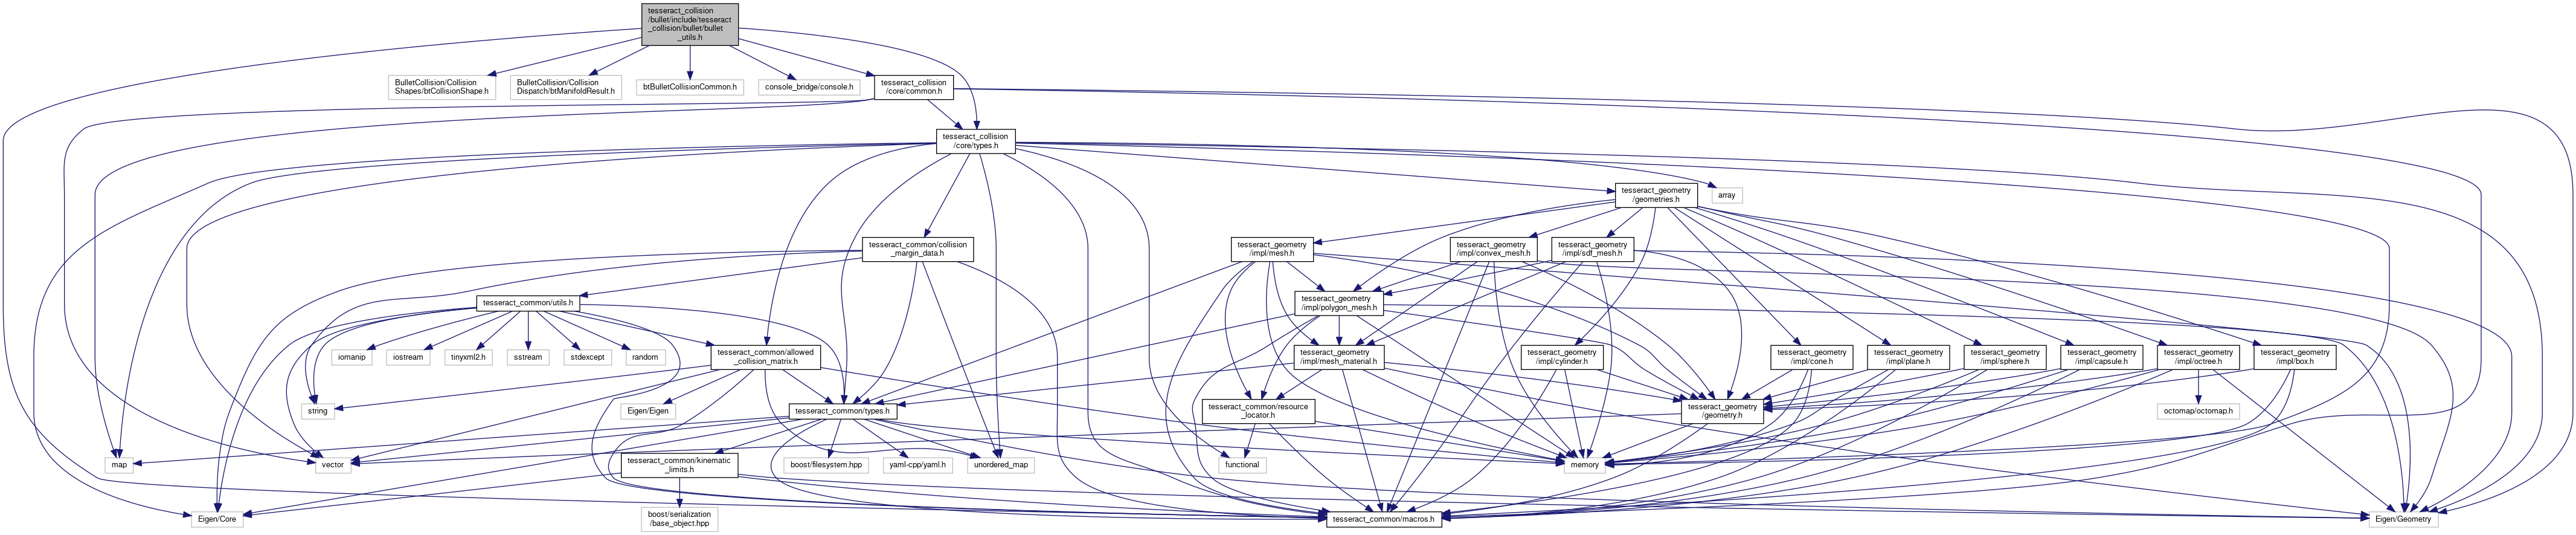 tesseract_collision
/bullet/include/tesseract
_collision/bullet/bullet
_utils.h
BulletCollision/Collision
Shapes/btCollisionShape.h
BulletCollision/Collision
Dispatch/btManifoldResult.h
btBulletCollisionCommon.h
console_bridge/console.h
tesseract_collision
/core/common.h
tesseract_collision
/core/types.h
tesseract_geometry
/geometries.h
array
tesseract_common/collision
_margin_data.h
tesseract_geometry
/impl/mesh.h
tesseract_geometry
/impl/convex_mesh.h
tesseract_geometry
/impl/sdf_mesh.h
tesseract_common/utils.h
tesseract_geometry
/impl/polygon_mesh.h
iomanip
iostream
tinyxml2.h
sstream
stdexcept
random
tesseract_common/allowed
_collision_matrix.h
tesseract_geometry
/impl/mesh_material.h
tesseract_geometry
/impl/cylinder.h
tesseract_geometry
/impl/cone.h
tesseract_geometry
/impl/plane.h
tesseract_geometry
/impl/sphere.h
tesseract_geometry
/impl/capsule.h
tesseract_geometry
/impl/octree.h
tesseract_geometry
/impl/box.h
string
Eigen/Eigen
tesseract_common/types.h
tesseract_common/resource
_locator.h
tesseract_geometry
/geometry.h
octomap/octomap.h
map
vector
tesseract_common/kinematic
_limits.h
boost/filesystem.hpp
yaml-cpp/yaml.h
unordered_map
functional
memory
Eigen/Core
boost/serialization
/base_object.hpp
tesseract_common/macros.h
Eigen/Geometry